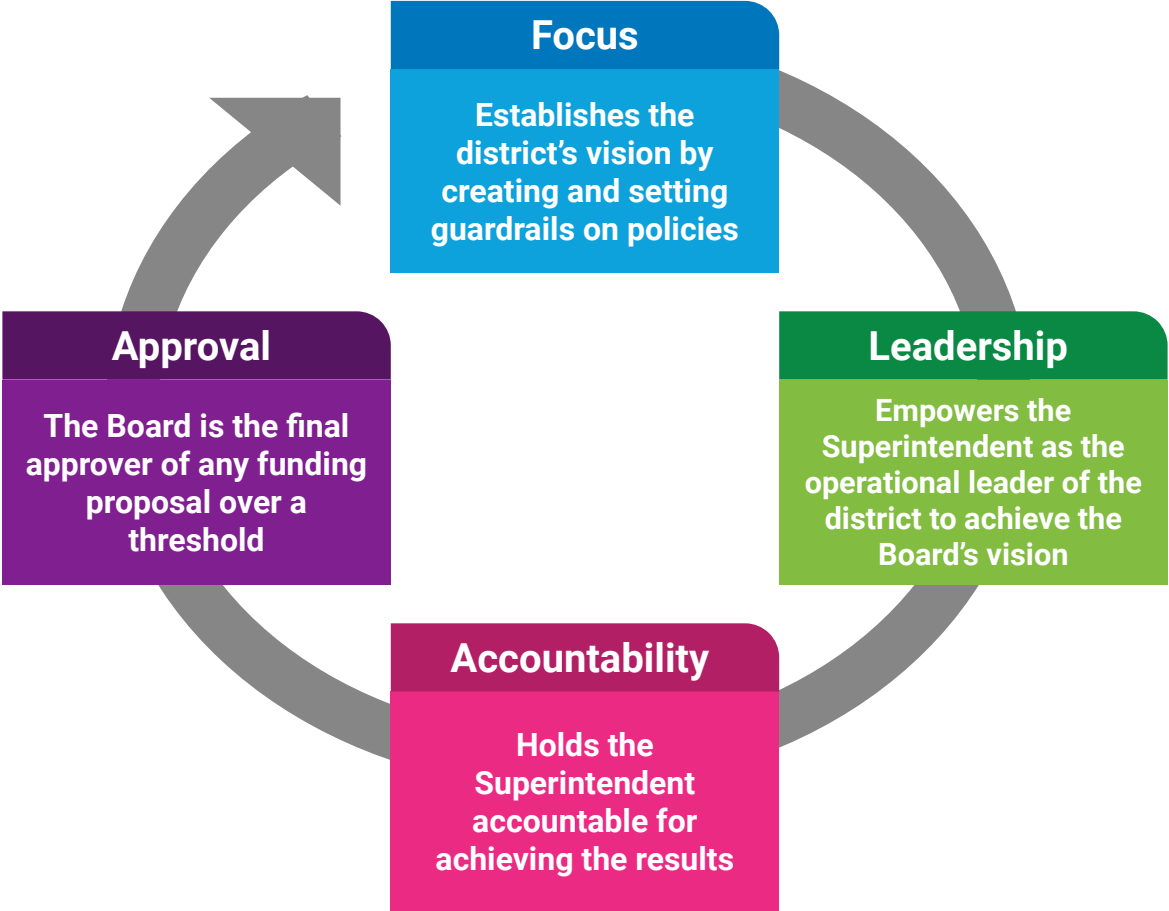 Focus
Establishes the
district’s vision by
creating and setting
guardrails on policies
Leadership
Empowers the
Superintendent as the
operational leader of the
district to achieve the
Board’s vision
Accountability
Holds the
Superintendent
accountable for
achieving the results
Approval
The Board is the final
approver of any funding
proposal over a
threshold